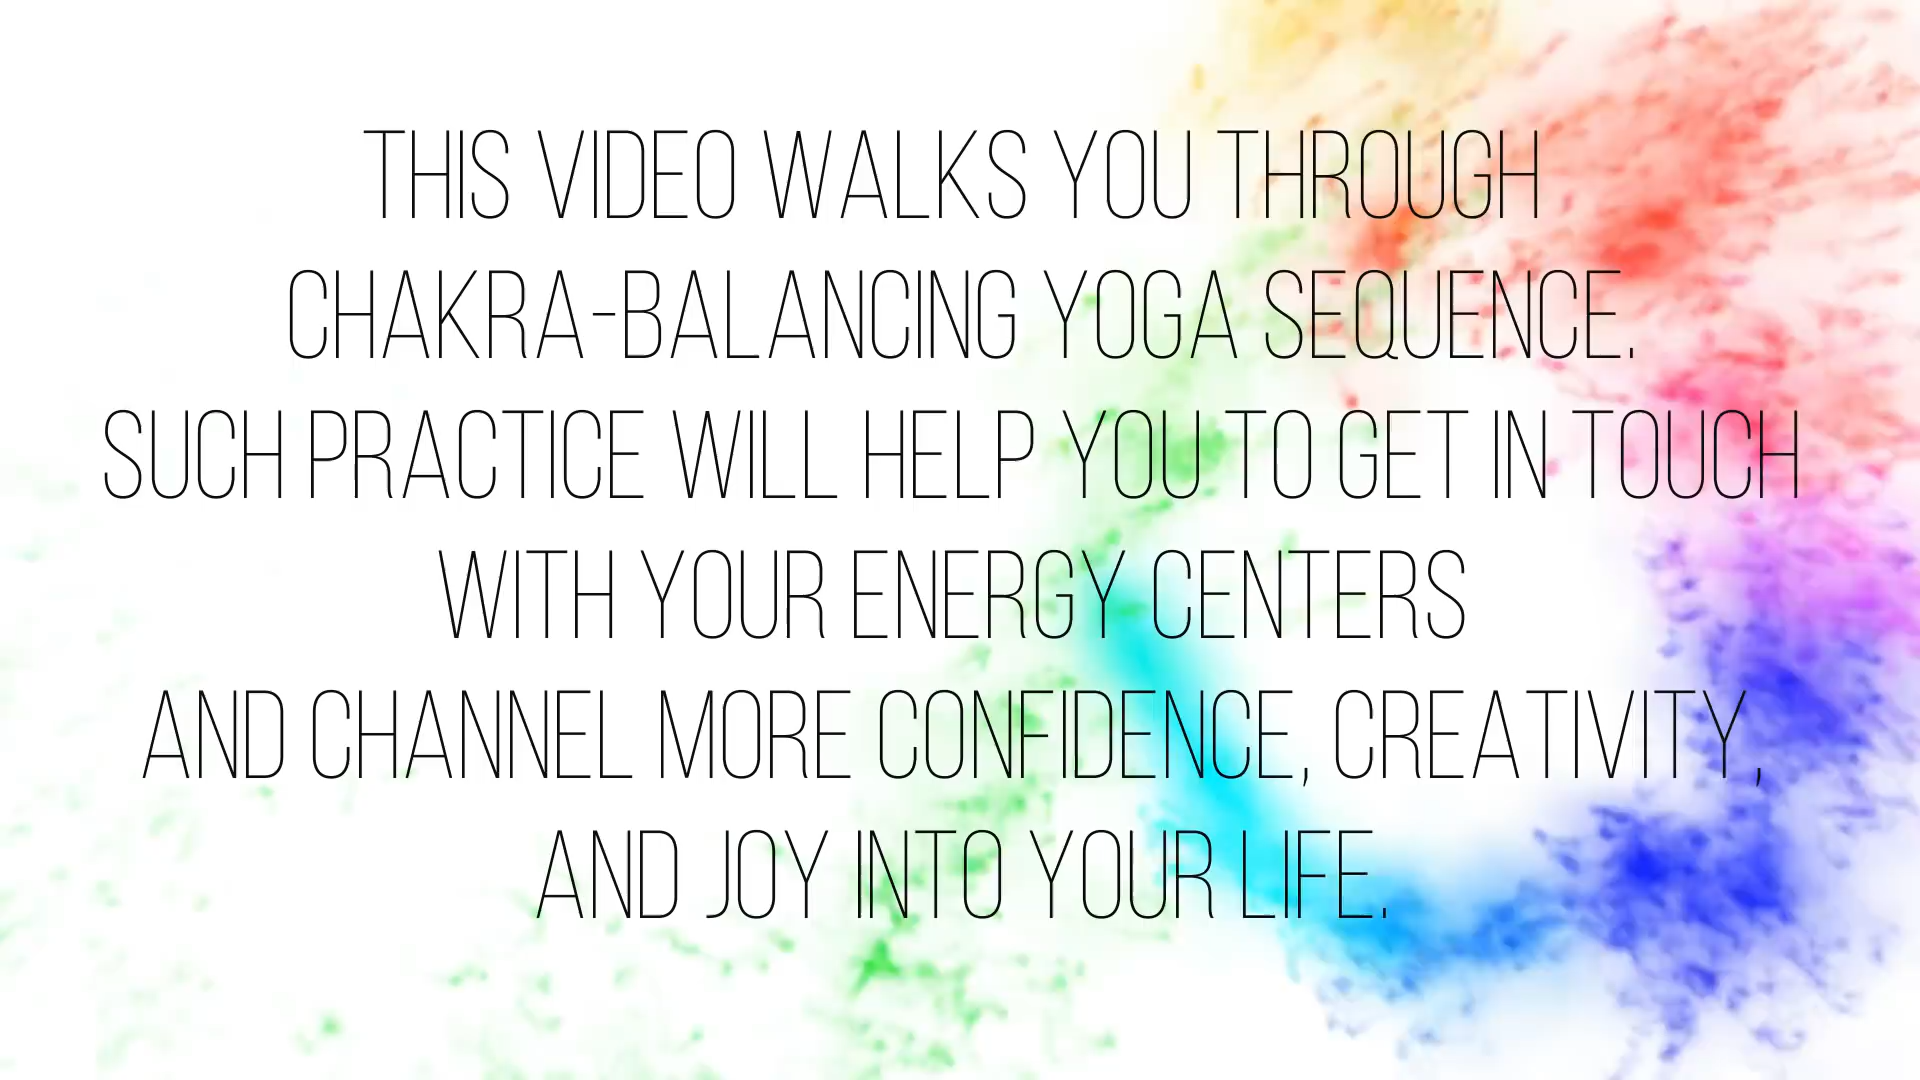 THIS VIDEO WALKS YOU THROUGH
CHAKRA-BALANCING YOGA SEQUENCE.
SUCH PRACTICE WILL HELP YOU TO GET IN TOUCH
WITH YOUR ENERGY CENTERS
AND CHANNEL MORE CONFIDENCE, CREATIVITY,
AND JOY INTO YOUR LIFE.